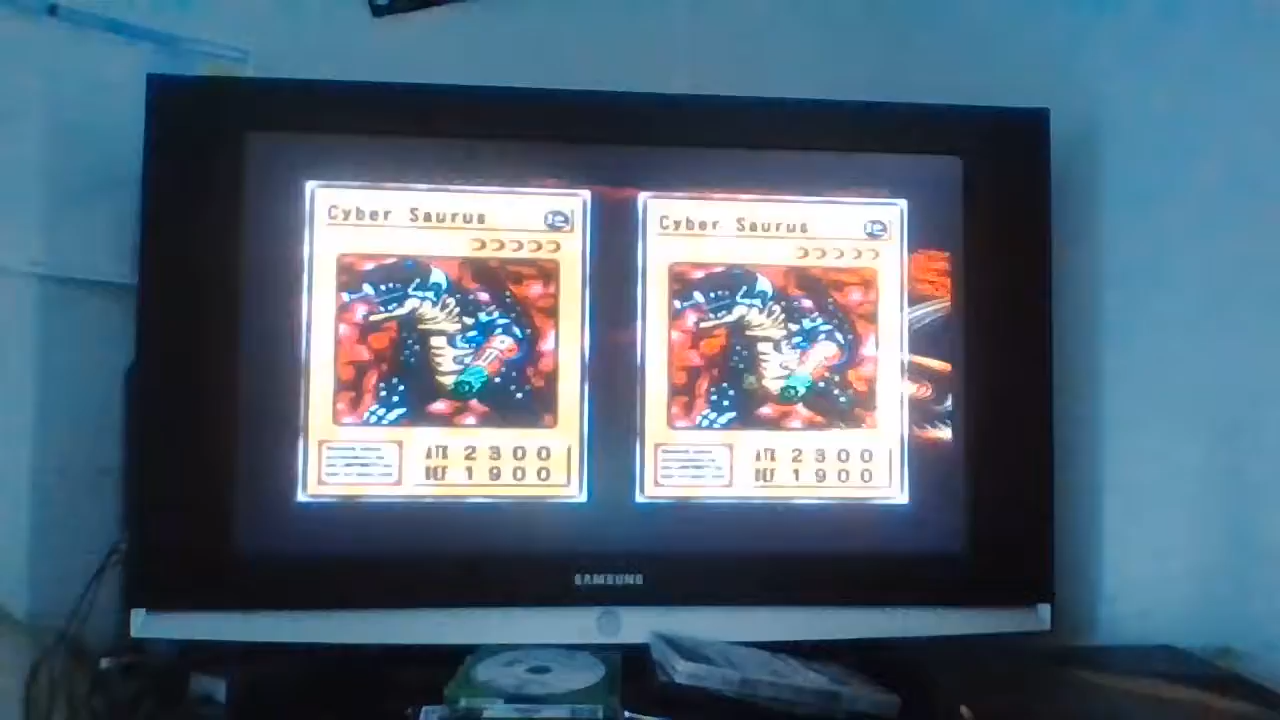 Cyber Saurus
ATK 2300
DEF 1900
Cyber Saurus
ATK 2300
DEF 1900
SAMSUNG